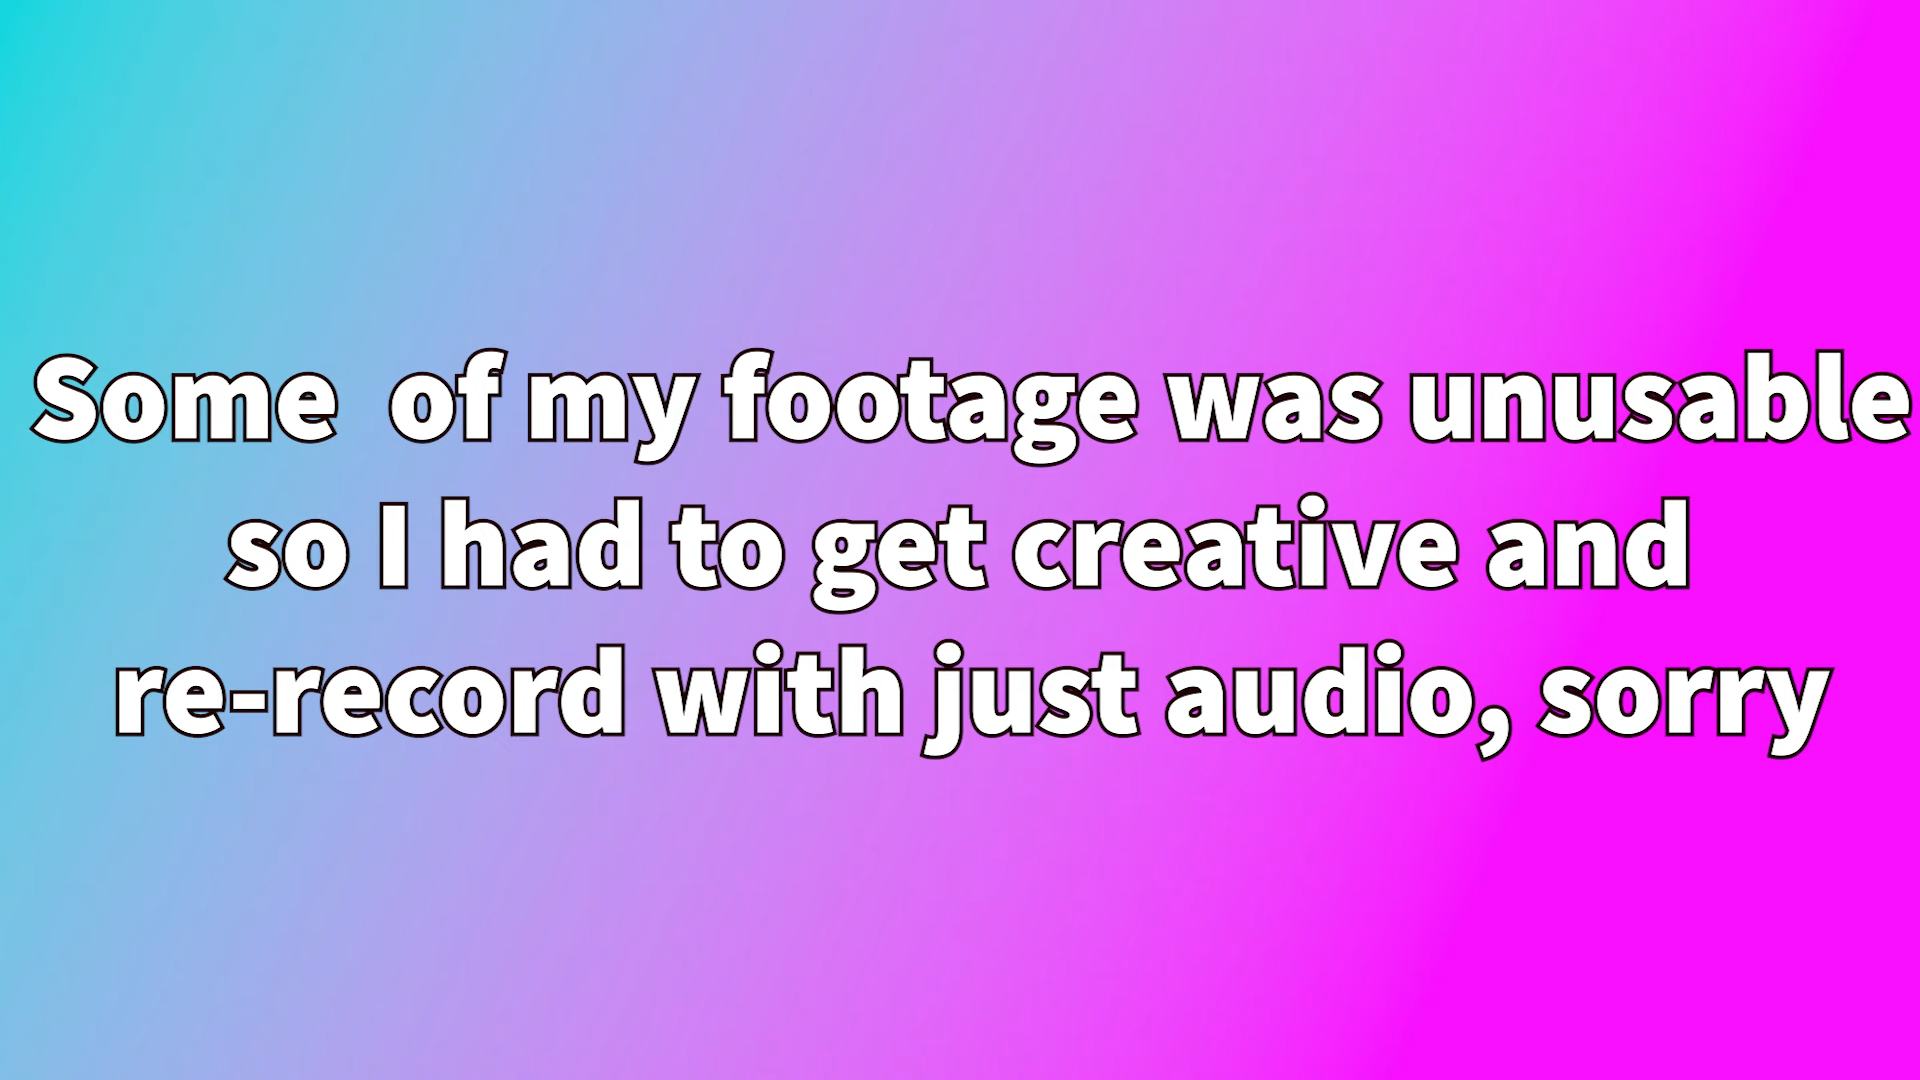 Some  of my footage was unusable
so I had to get creative and
re-record with just audio, sorry